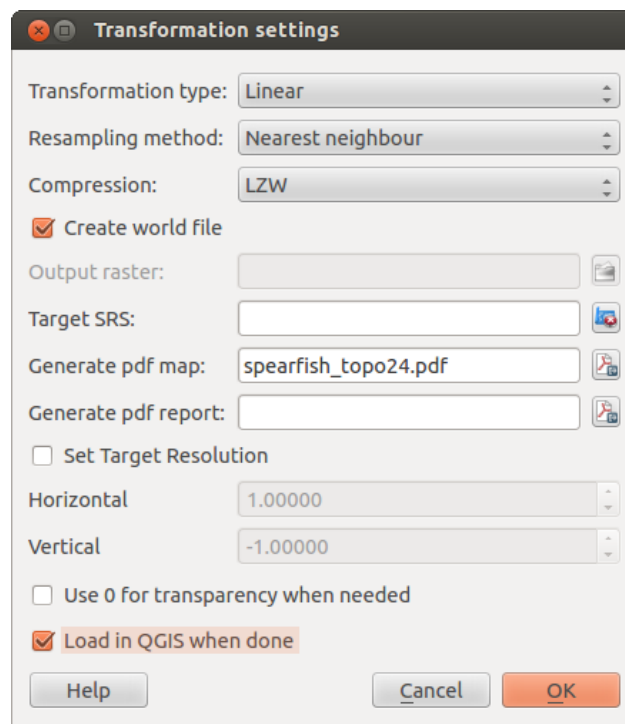 Transformation settings
Transformation type: Linear
Resampling method: Nearest neighbour
Compression: LZW
Create world file
Output raster:
Target SRS:
Generate pdf map: spearfish_topo24.pdf
Generate pdf report:
Set Target Resolution
Horizontal 1.00000
Vertical -1.00000
Use 0 for transparency when needed
Load in QGIS when done
Help Cancel OK